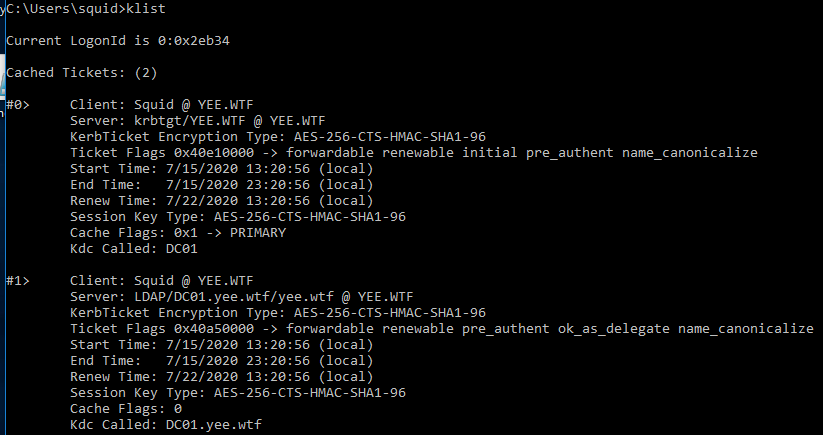 C:\Users\squid>klist
Current LogonId is 0:0x2eb34
Cached Tickets: (2)
#0> Client: Squid @ YEE.WTF
Server: krbtgt/YEE.WTF @ YEE.WTF
KerbTicket Encryption Type: AES-256-CTS-HMAC-SHA1-96
Ticket Flags 0x40e10000 -> forwardable renewable initial pre_authent name_canonicalize
Start Time: 7/15/2020 13:20:56 (local)
End Time: 7/15/2020 23:20:56 (local)
Renew Time: 7/22/2020 13:20:56 (local)
Session Key Type: AES-256-CTS-HMAC-SHA1-96
Cache Flags: 0x1 -> PRIMARY
Kdc Called: DC01
#1> Client: Squid @ YEE.WTF
Server: LDAP/DC01.yee.wtf/yee.wtf @ YEE.WTF
KerbTicket Encryption Type: AES-256-CTS-HMAC-SHA1-96
Ticket Flags 0x40a50000 -> forwardable renewable pre_authent ok_as_delegate name_canonicalize
Start Time: 7/15/2020 13:20:56 (local)
End Time: 7/15/2020 23:20:56 (local)
Renew Time: 7/22/2020 13:20:56 (local)
Session Key Type: AES-256-CTS-HMAC-SHA1-96
Cache Flags: 0
Kdc Called: DC01.yee.wtf